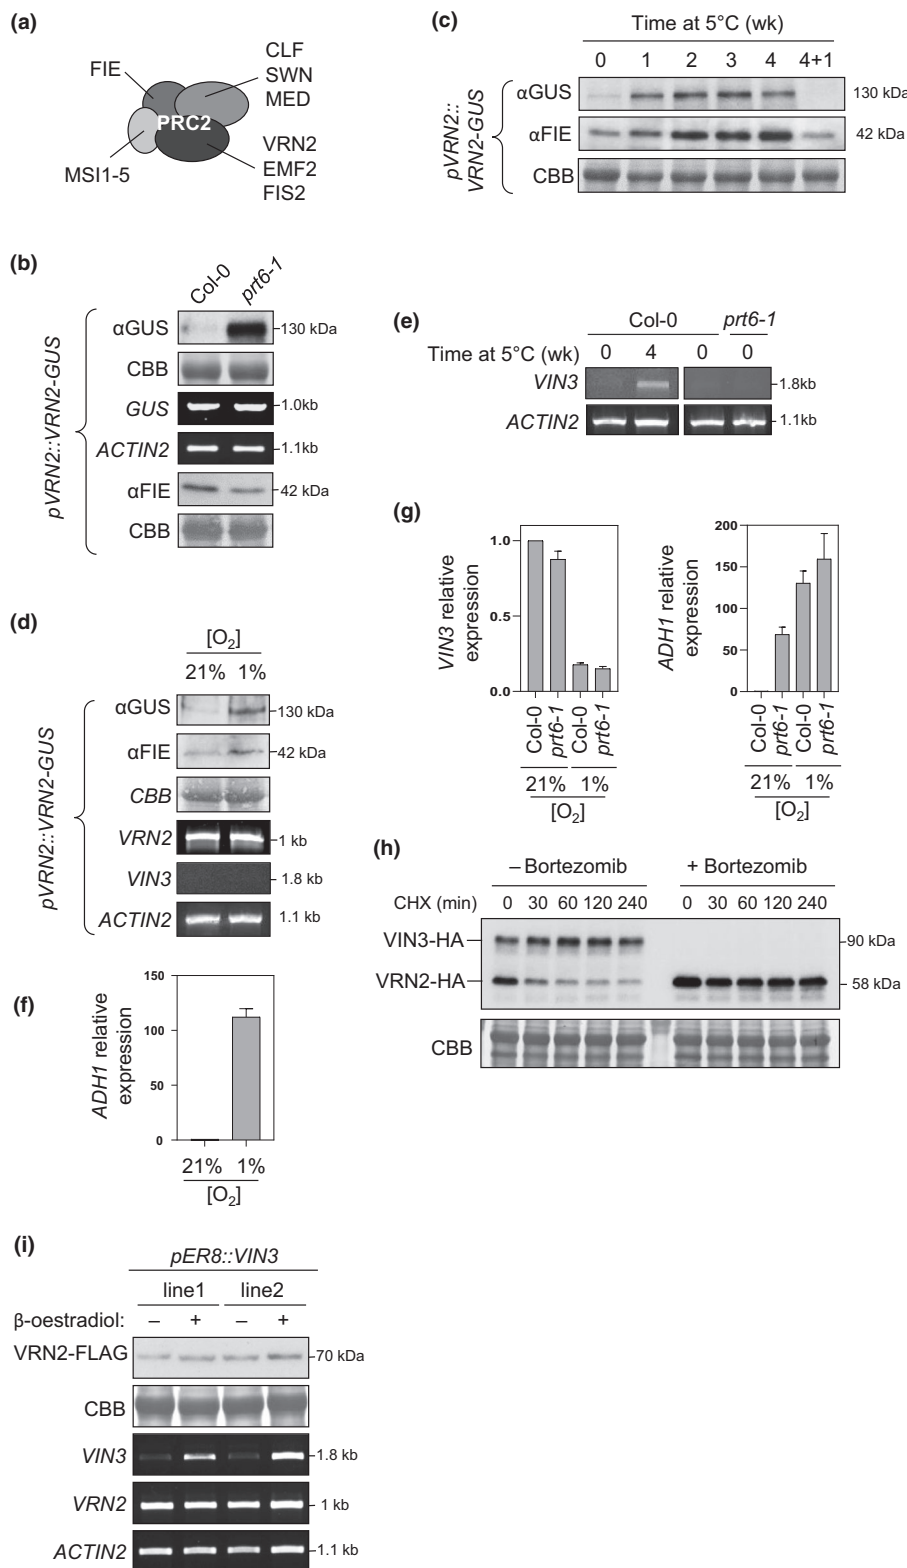 (a)
FIE
CLF
SWN
MED
PRC2
MSI1-5
VRN2
EMF2
FIS2
(b)
Col-0 prt6-1
pVRN2::VRN2-GUS
αGUS 130 kDa
CBB
GUS 1.0kb
ACTIN2 1.1kb
αFIE 42 kDa
CBB
(c)
Time at 5°C (wk)
0 1 2 3 4 4+1
pVRN2::
VRN2-GUS
αGUS 130 kDa
αFIE 42 kDa
CBB
(d)
[O2]
21% 1%
pVRN2::VRN2-GUS
αGUS 130 kDa
αFIE 42 kDa
CBB
VRN2 1 kb
VIN3 1.8 kb
ACTIN2 1.1 kb
(e)
Col-0 prt6-1
Time at 5°C (wk) 0 4 0 0
VIN3 1.8kb
ACTIN2 1.1kb
(f)
ADH1 relative
expression
150
100
50
0
21% 1%
[O2]
(g)
VIN3 relative
expression
1.0
0.5
0.0
Col-0 prt6-1 Col-0 prt6-1
21% 1%
[O2]
ADH1 relative
expression
200
150
100
50
0
Col-0 prt6-1 Col-0 prt6-1
21% 1%
[O2]
(h)
– Bortezomib + Bortezomib
CHX (min) 0 30 60 120 240 0 30 60 120 240
VIN3-HA 90 kDa
VRN2-HA 58 kDa
CBB
(i)
pER8::VIN3
line1 line2
β-oestradiol: – + – +
VRN2-FLAG 70 kDa
CBB
VIN3 1.8 kb
VRN2 1 kb
ACTIN2 1.1 kb